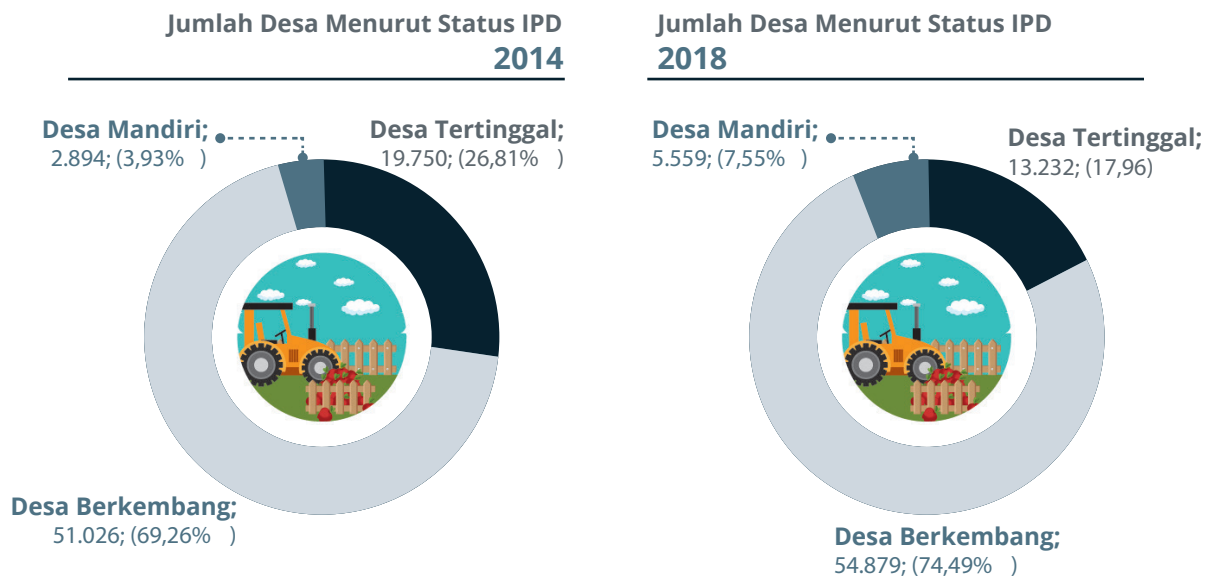 Jumlah Desa Menurut Status IPD
2014
Desa Mandiri;
2.894; (3,93% )
Desa Tertinggal;
19.750; (26,81% )
Desa Berkembang;
51.026; (69,26% )
Jumlah Desa Menurut Status IPD
2018
Desa Mandiri;
5.559; (7,55% )
Desa Tertinggal;
13.232; (17,96)
Desa Berkembang;
54.879; (74,49% )